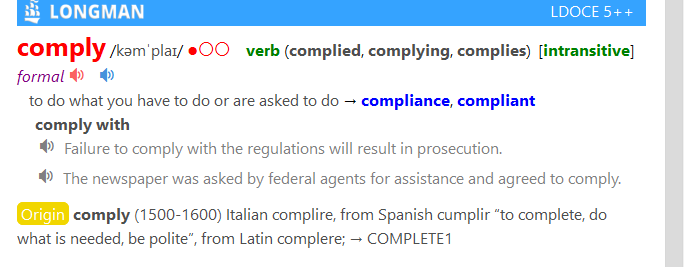 LONGMAN LDOCE 5++
comply /kəmˈplaɪ/ ●○○ verb (complied, complying, complies) [intransitive]
formal
to do what you have to do or are asked to do → compliance, compliant
comply with
Failure to comply with the regulations will result in prosecution.
The newspaper was asked by federal agents for assistance and agreed to comply.
Origin comply (1500-1600) Italian complire, from Spanish cumplir “to complete, do
what is needed, be polite”, from Latin complere; → COMPLETE1